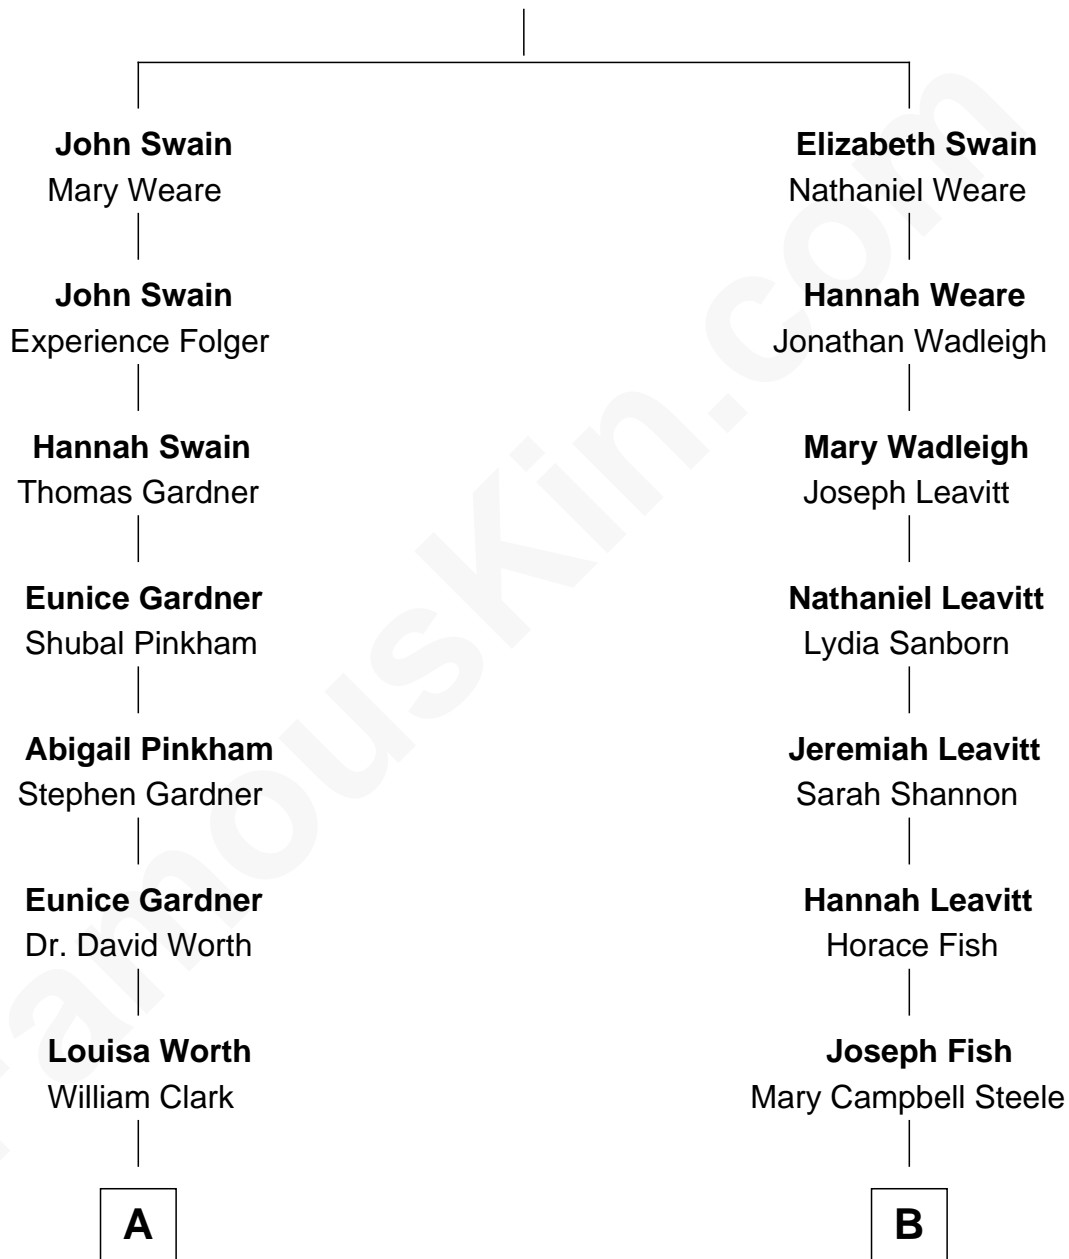 John Swain
Mary Weare
John Swain
Experience Folger
Hannah Swain
Thomas Gardner
Eunice Gardner
Shubal Pinkham
Abigail Pinkham
Stephen Gardner
Eunice Gardner
Dr. David Worth
Louisa Worth
William Clark
A
Elizabeth Swain
Nathaniel Weare
Hannah Weare
Jonathan Wadleigh
Mary Wadleigh
Joseph Leavitt
Nathaniel Leavitt
Lydia Sanborn
Jeremiah Leavitt
Sarah Shannon
Hannah Leavitt
Horace Fish
Joseph Fish
Mary Campbell Steele
B
FamousKin.com